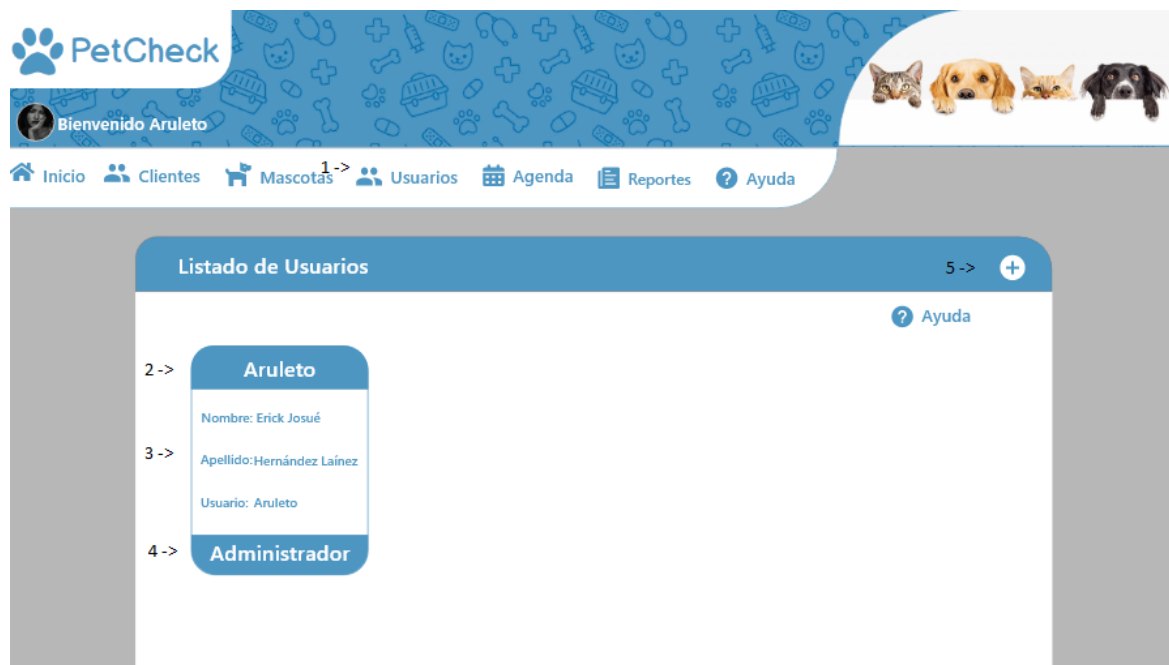 PetCheck
Bienvenido Aruleto
Inicio Clientes Mascotas 1 -> Usuarios Agenda Reportes ? Ayuda
Listado de Usuarios 5 -> +
? Ayuda
2 -> Aruleto
Nombre: Erick Josué
3 -> Apellido: Hernández Laínez
Usuario: Aruleto
4 -> Administrador